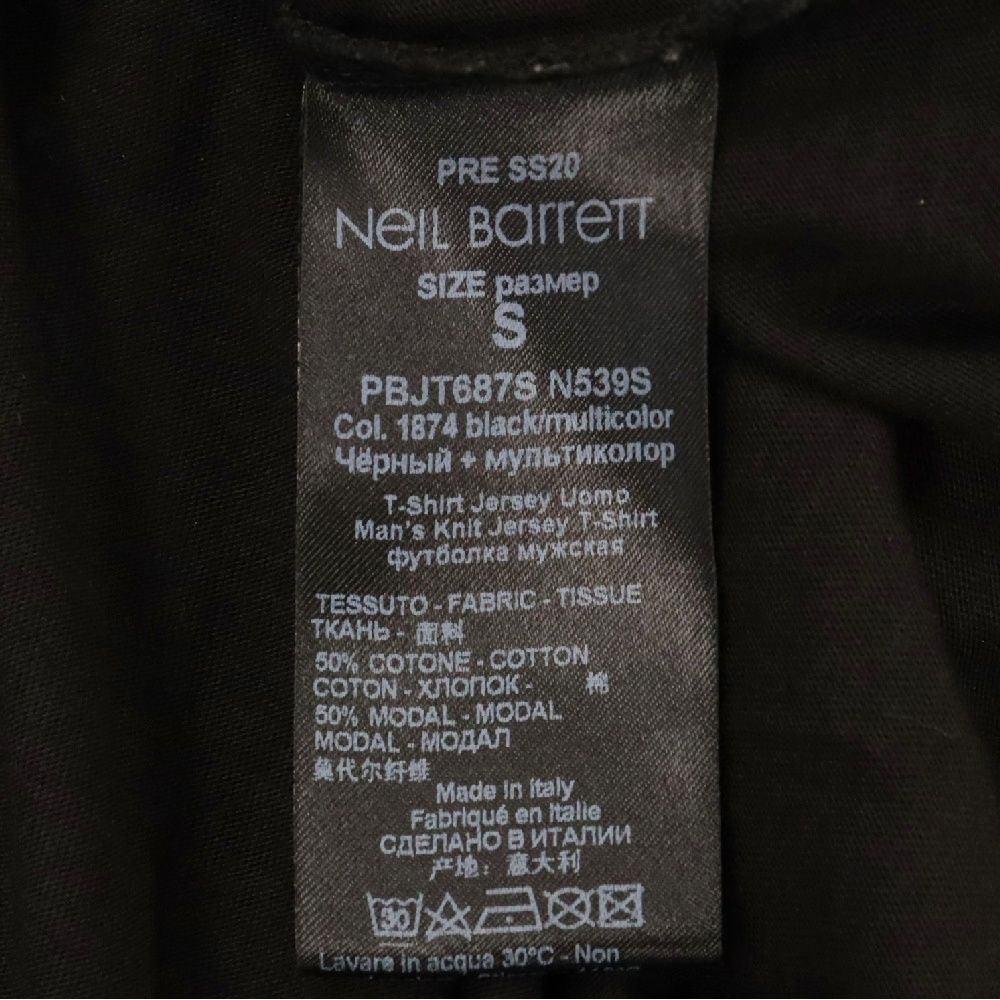 PRE SS20
Neil Barrett
SIZE размер
S
PBJT687S N539S
Col. 1874 black/multicolor
Чёрный + мультиколор
T-Shirt Jersey Uomo
Man's Knit Jersey T-Shirt
футболка мужская
TESSUTO - FABRIC - TISSUE
ТКАНЬ - 面料
50% COTONE - COTTON
COTON - ХЛОПОК - 棉
50% MODAL - MODAL
MODAL - МОДАЛ
莫代尔纤维
Made in Italy
Fabriqué en Italie
СДЕЛАНО В ИТАЛИИ
产地：意大利
30
Lavare in acqua 30°C - Non